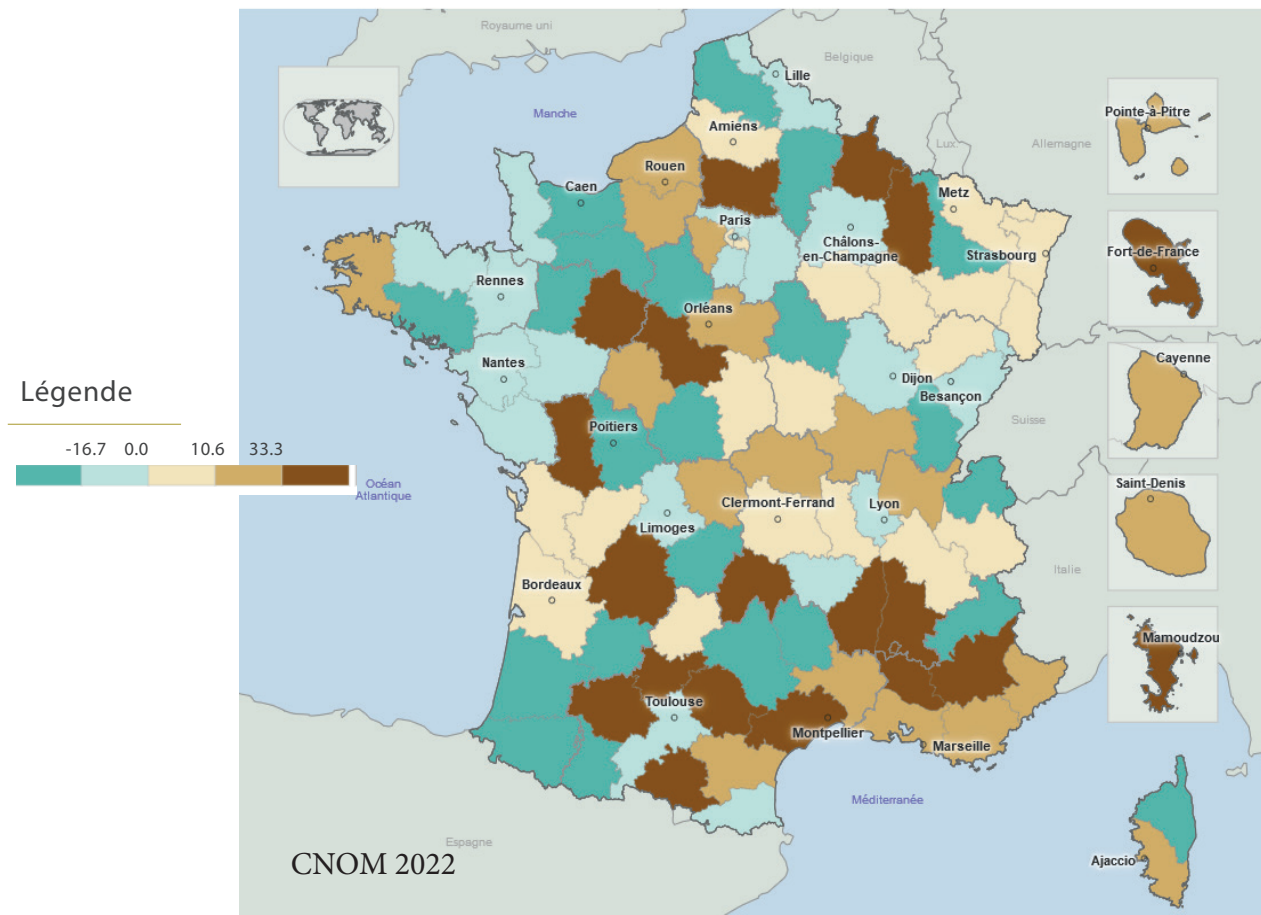 Royaume uni
Belgique
Lille
Manche
Amiens
Lux
Allemagne
Pointe-à-Pitre
Rouen
Caen
Metz
Paris
Châlons-
en-Champagne
Strasbourg
Fort-de-France
Rennes
Orléans
Nantes
Dijon
Besançon
Cayenne
Légende
Suisse
Poitiers
-16.7 0.0 10.6 33.3
Océan
Atlantique
Clermont-Ferrand
Lyon
Saint-Denis
Limoges
Italie
Bordeaux
Mamoudzou
Toulouse
Montpellier
Marseille
Méditerranée
Espagne
CNOM 2022
Ajaccio